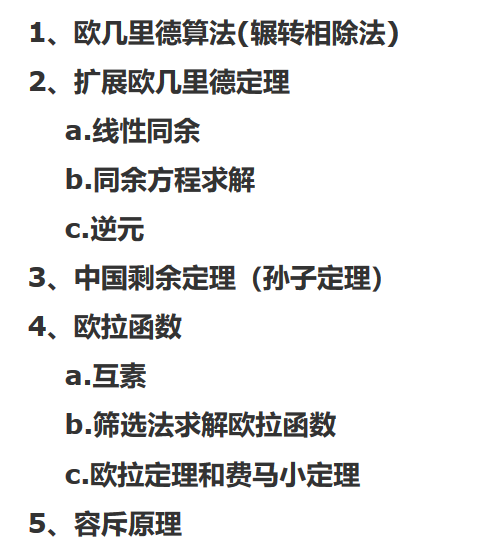 1、欧几里德算法(辗转相除法)
2、扩展欧几里德定理
a.线性同余
b.同余方程求解
c.逆元
3、中国剩余定理（孙子定理）
4、欧拉函数
a.互素
b.筛选法求解欧拉函数
c.欧拉定理和费马小定理
5、容斥原理